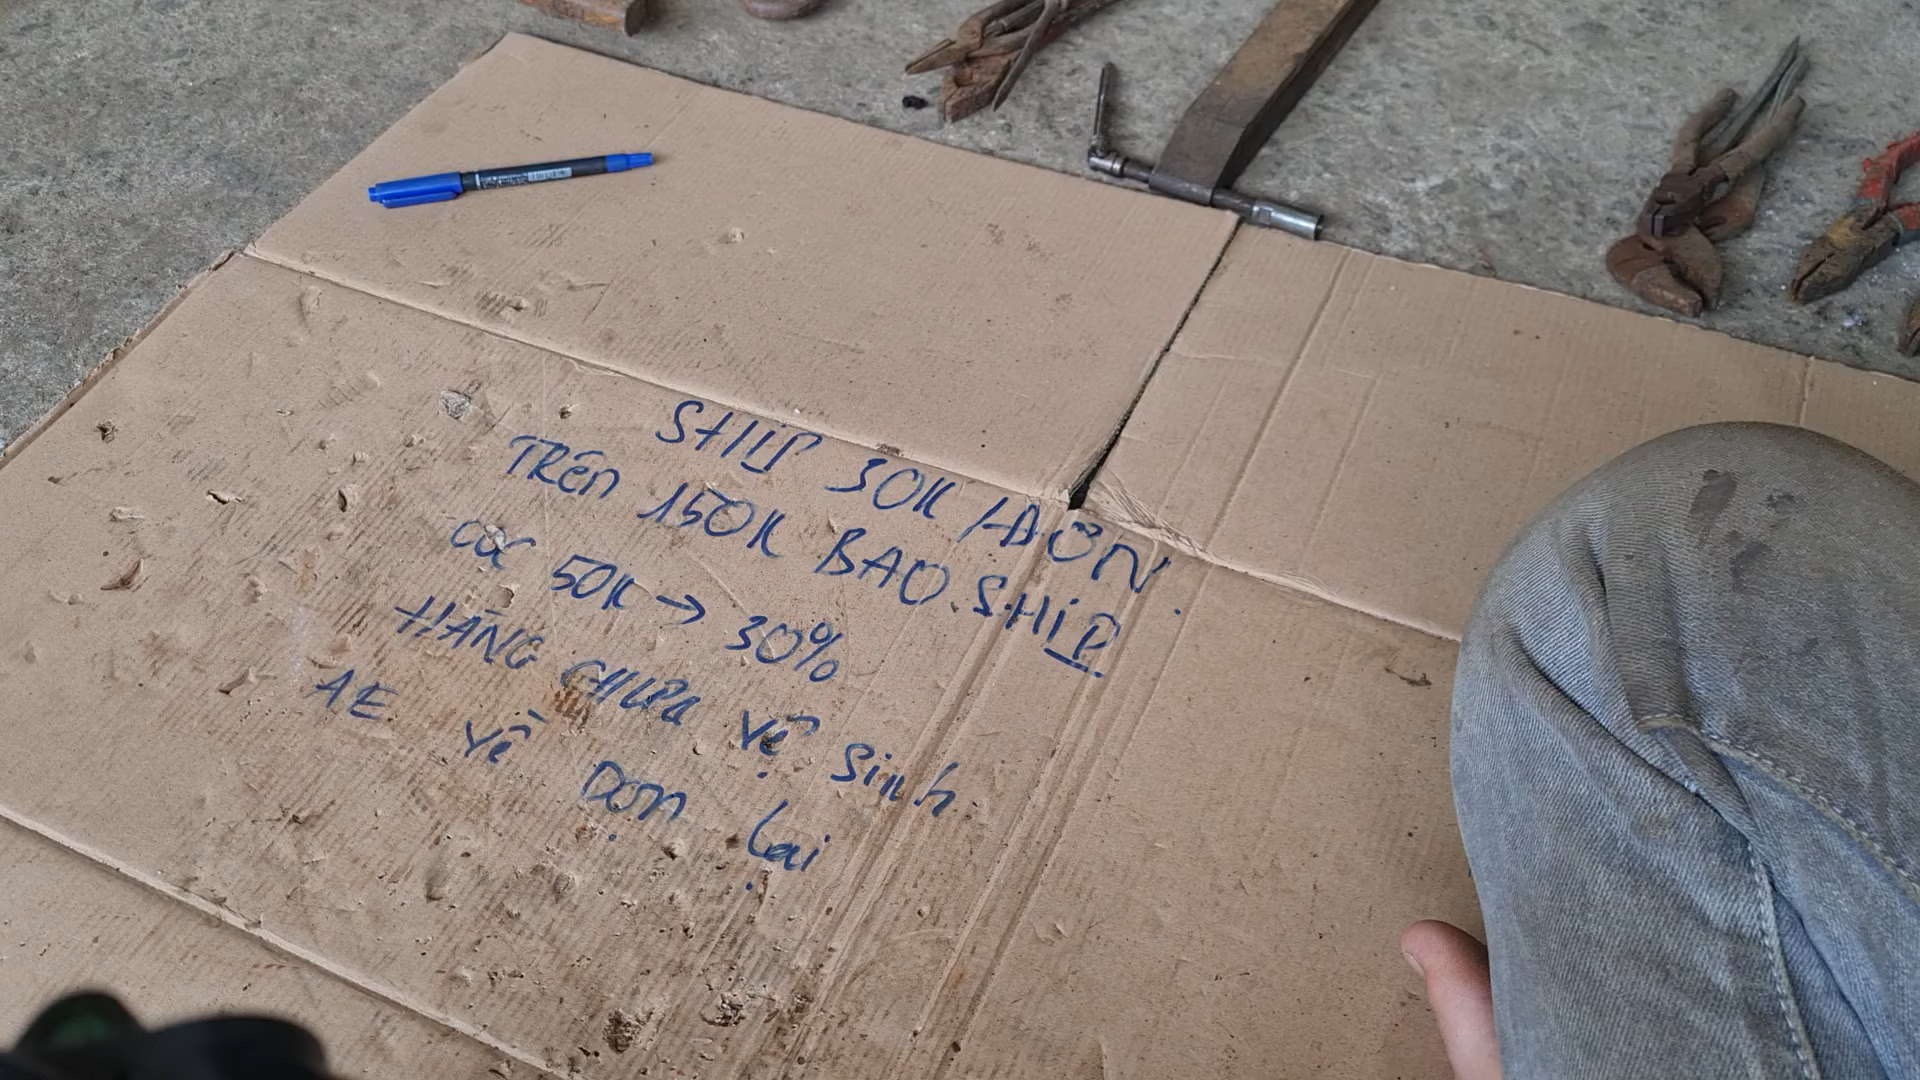 SHIP 30K/ĐƠN.
TRÊN 150K BAO SHIP
CỌC 50K → 30%
HÀNG CHƯA VỆ Sinh
AE VỀ DỌN lại